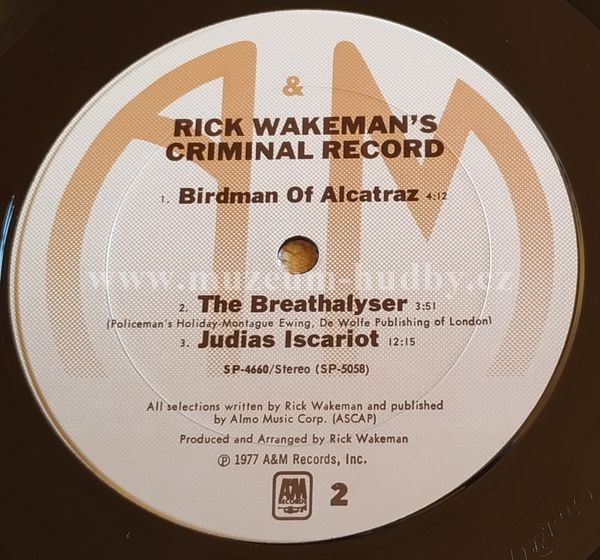 &
RICK WAKEMAN'S
CRIMINAL RECORD
1. Birdman Of Alcatraz 4:12
www.muzeum-hudby.cz
2. The Breathalyser 3:51
(Policeman's Holiday-Montague Ewing, De Wolfe Publishing of London)
3. Judias Iscariot 12:15
SP-4660/Stereo (SP-5058)
All selections written by Rick Wakeman and published
by Almo Music Corp. (ASCAP)
Produced and Arranged by Rick Wakeman
℗ 1977 A&M Records, Inc.
A&M
RECORDS
2